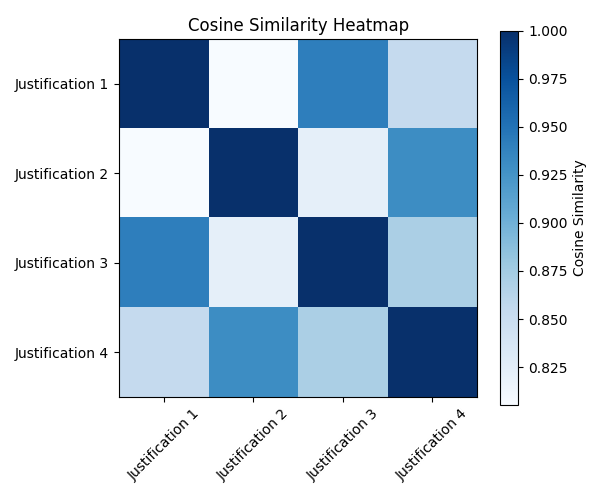 Cosine Similarity Heatmap
Justification 1
Justification 2
Justification 3
Justification 4
Justification 1
Justification 2
Justification 3
Justification 4
1.000
0.975
0.950
0.925
0.900
0.875
0.850
0.825
Cosine Similarity